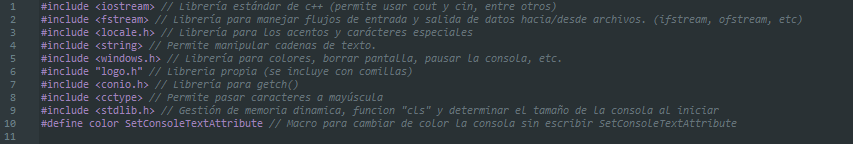 1 #include <iostream> // Librería estándar de c++ (permite usar cout y cin, entre otros)
2 #include <fstream> // Librería para manejar flujos de entrada y salida de datos hacia/desde archivos. (ifstream, ofstream, etc)
3 #include <locale.h> // Librería para los acentos y carácteres especiales
4 #include <string> // Permite manipular cadenas de texto.
5 #include <windows.h> // Librería para colores, borrar pantalla, pausar la consola, etc.
6 #include "logo.h" // Librería propia (se incluye con comillas)
7 #include <conio.h> // Librería para getch()
8 #include <cctype> // Permite pasar caracteres a mayúscula
9 #include <stdlib.h> // Gestión de memoria dinamica, funcion "cls" y determinar el tamaño de la consola al iniciar
10 #define color SetConsoleTextAttribute // Macro para cambiar de color la consola sin escribir SetConsoleTextAttribute
11